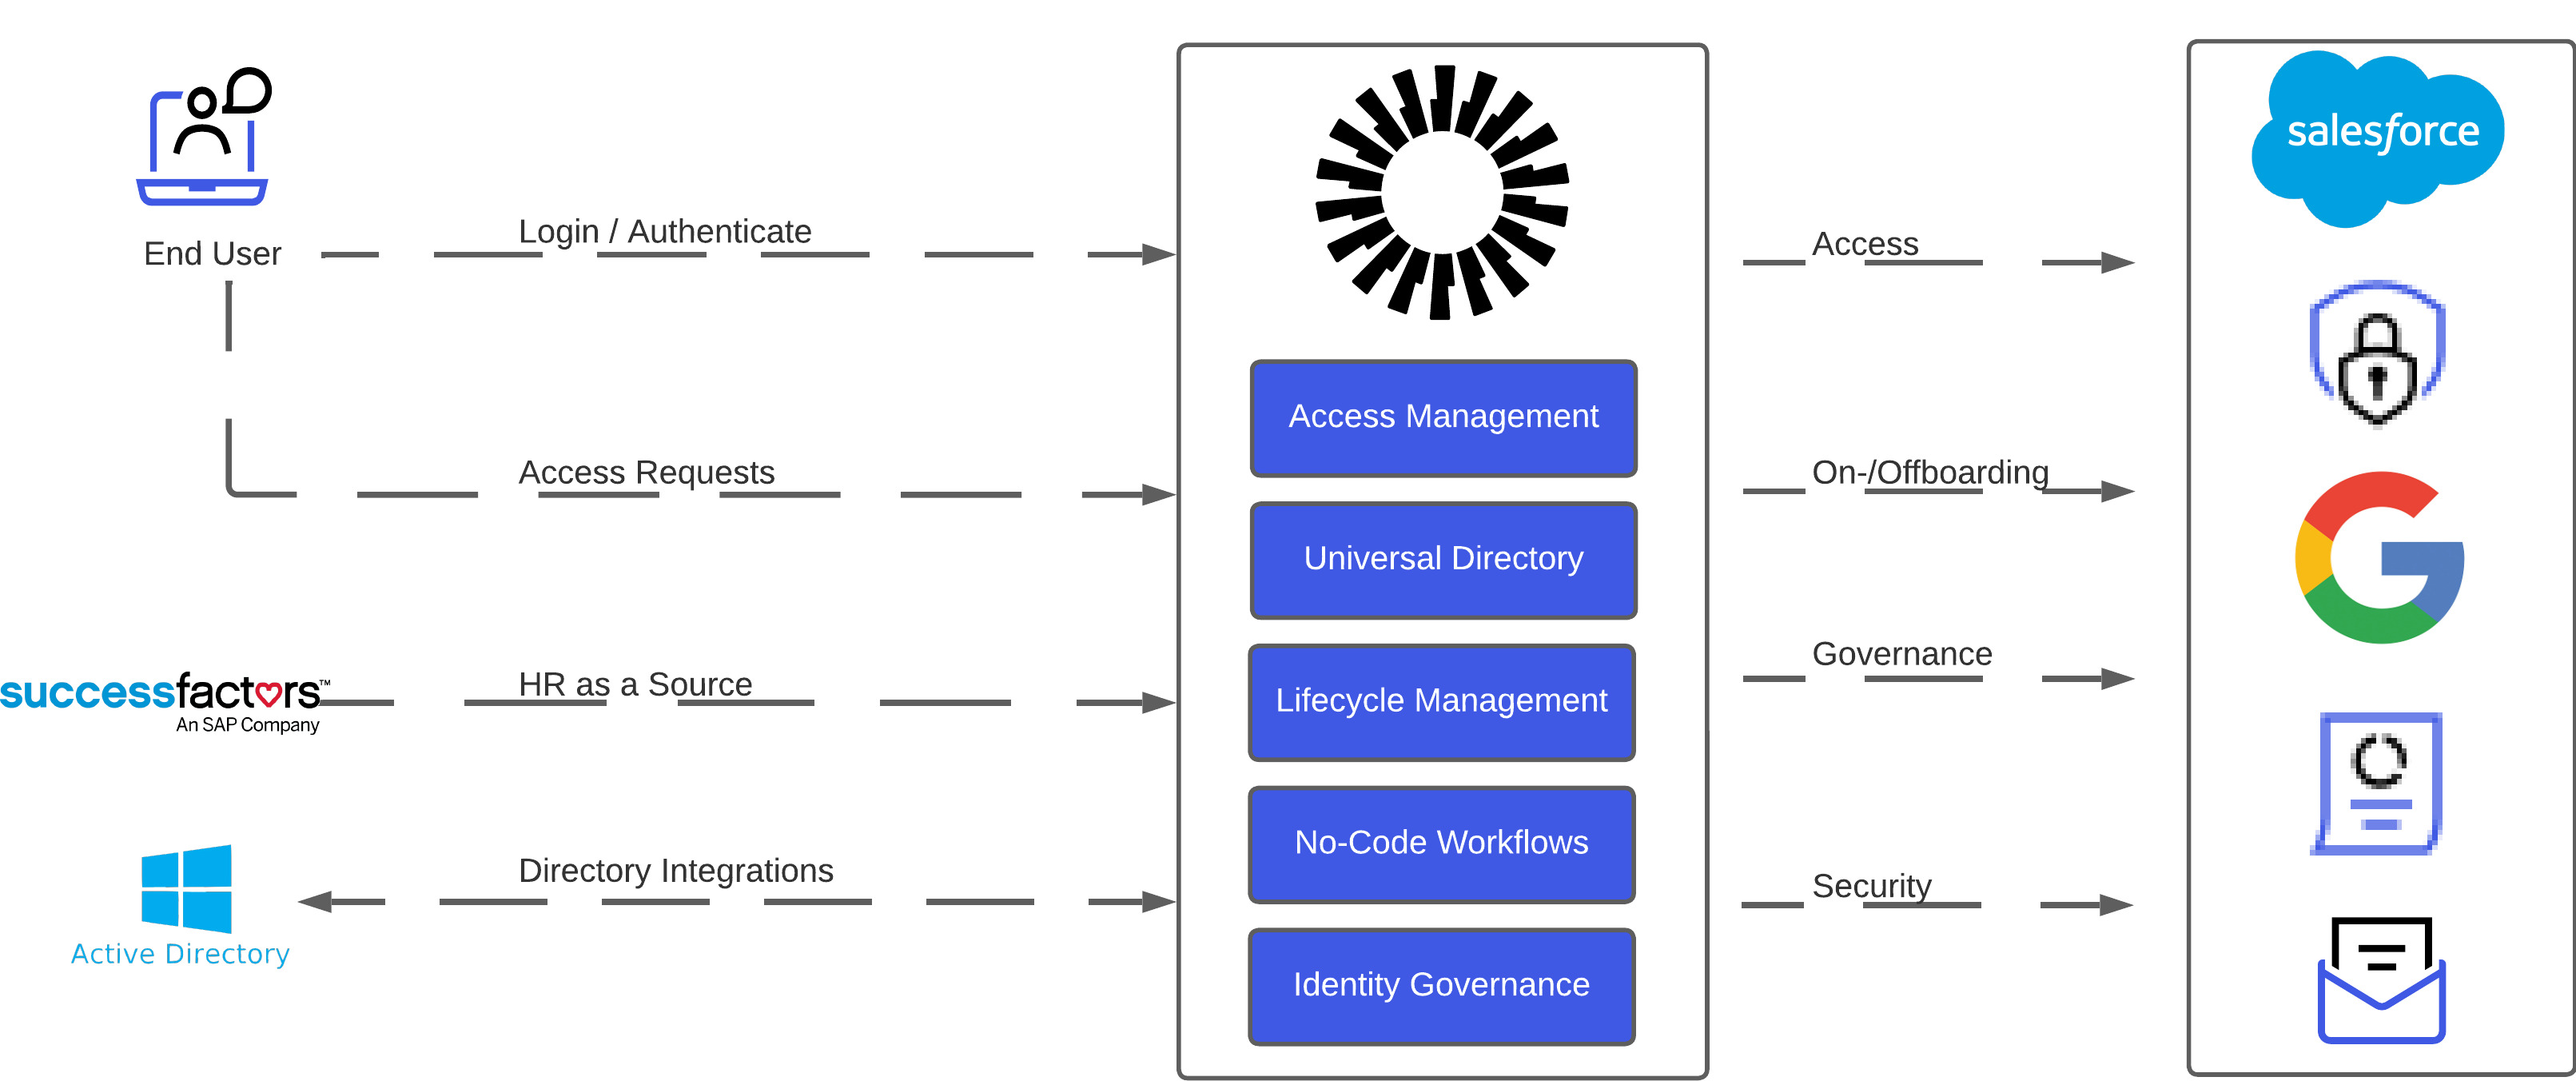 End User
Login / Authenticate
Access Requests
successfactors™
An SAP Company
HR as a Source
Active Directory
Directory Integrations
Access Management
Universal Directory
Lifecycle Management
No-Code Workflows
Identity Governance
Access
On-/Offboarding
Governance
Security
salesforce